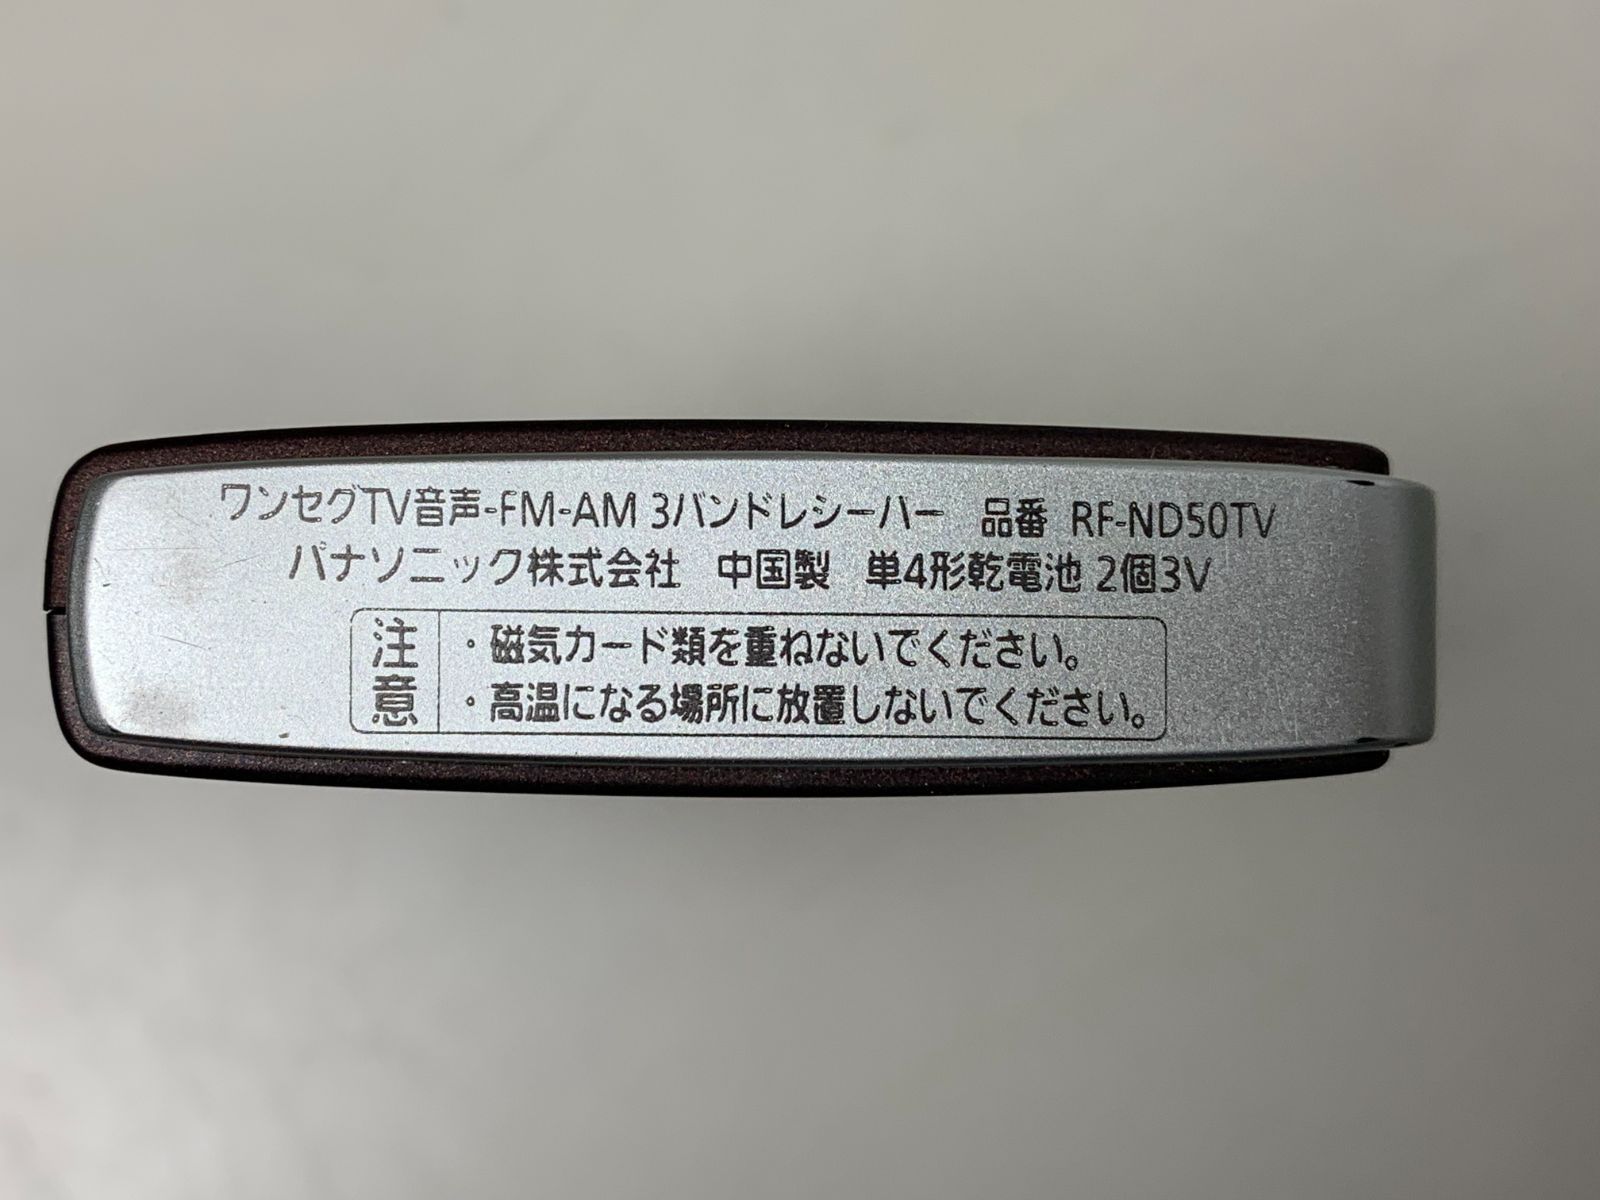 ワンセグTV音声-FM-AM 3バンドレシーバー 品番 RF-ND50TV
パナソニック株式会社 中国製 単4形乾電池 2個3V
注意
・磁気カード類を重ねないでください。
・高温になる場所に放置しないでください。